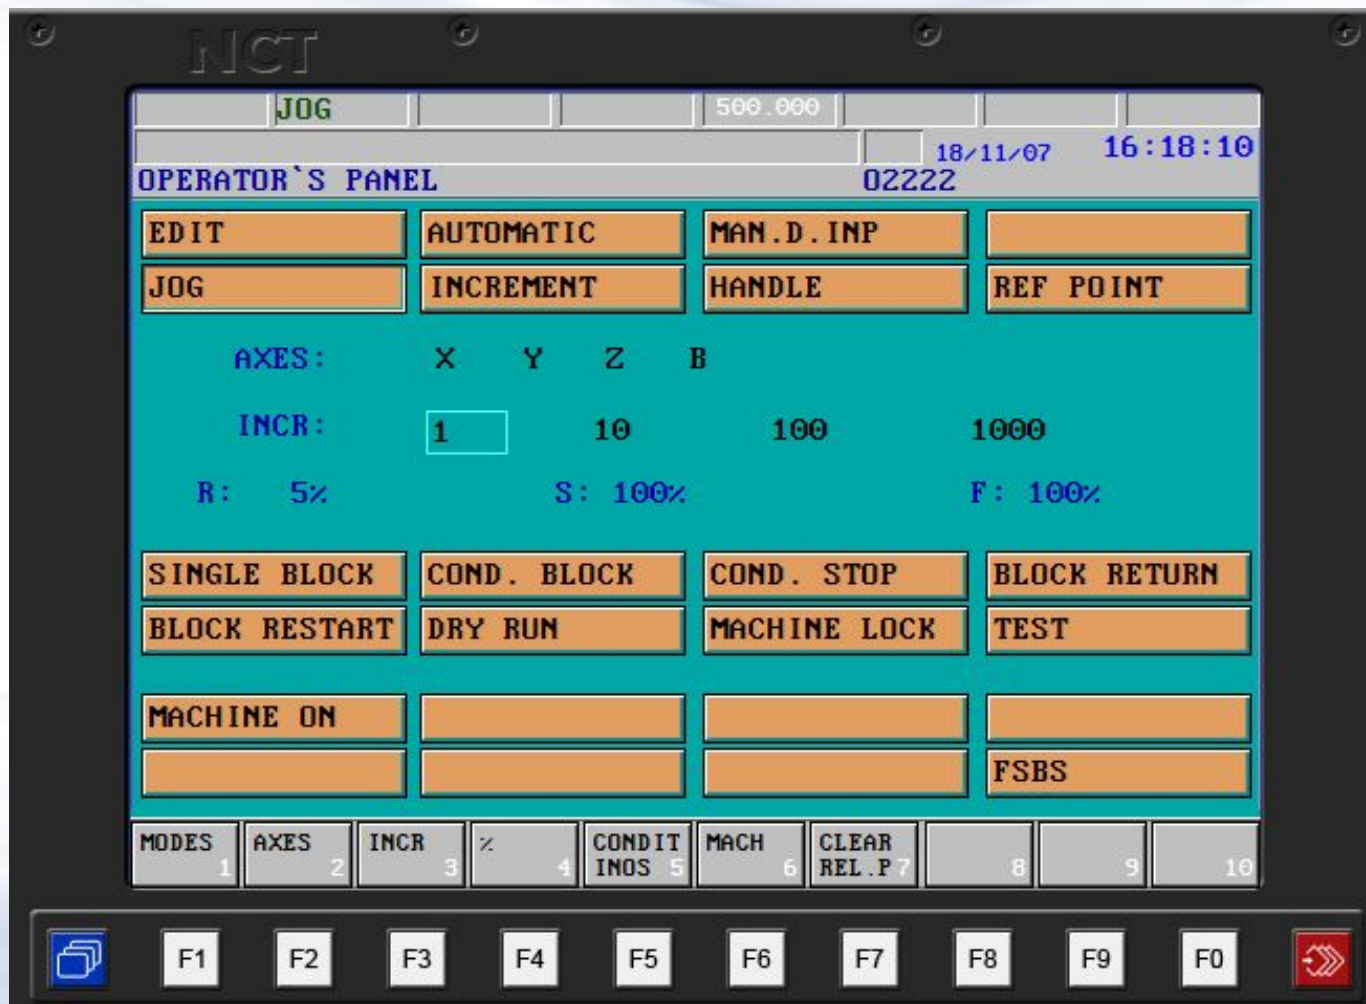 NCT
JOG 500.000
18/11/07 16:18:10
OPERATOR`S PANEL O2222
EDIT AUTOMATIC MAN.D.INP
JOG INCREMENT HANDLE REF POINT
AXES: X Y Z B
INCR: 1 10 100 1000
R: 5% S: 100% F: 100%
SINGLE BLOCK COND. BLOCK COND. STOP BLOCK RETURN
BLOCK RESTART DRY RUN MACHINE LOCK TEST
MACHINE ON
FSBS
MODES AXES INCR % CONDIT MACH CLEAR
1 2 3 4 INOS 5 6 REL.P 7 8 9 10
F1 F2 F3 F4 F5 F6 F7 F8 F9 F0